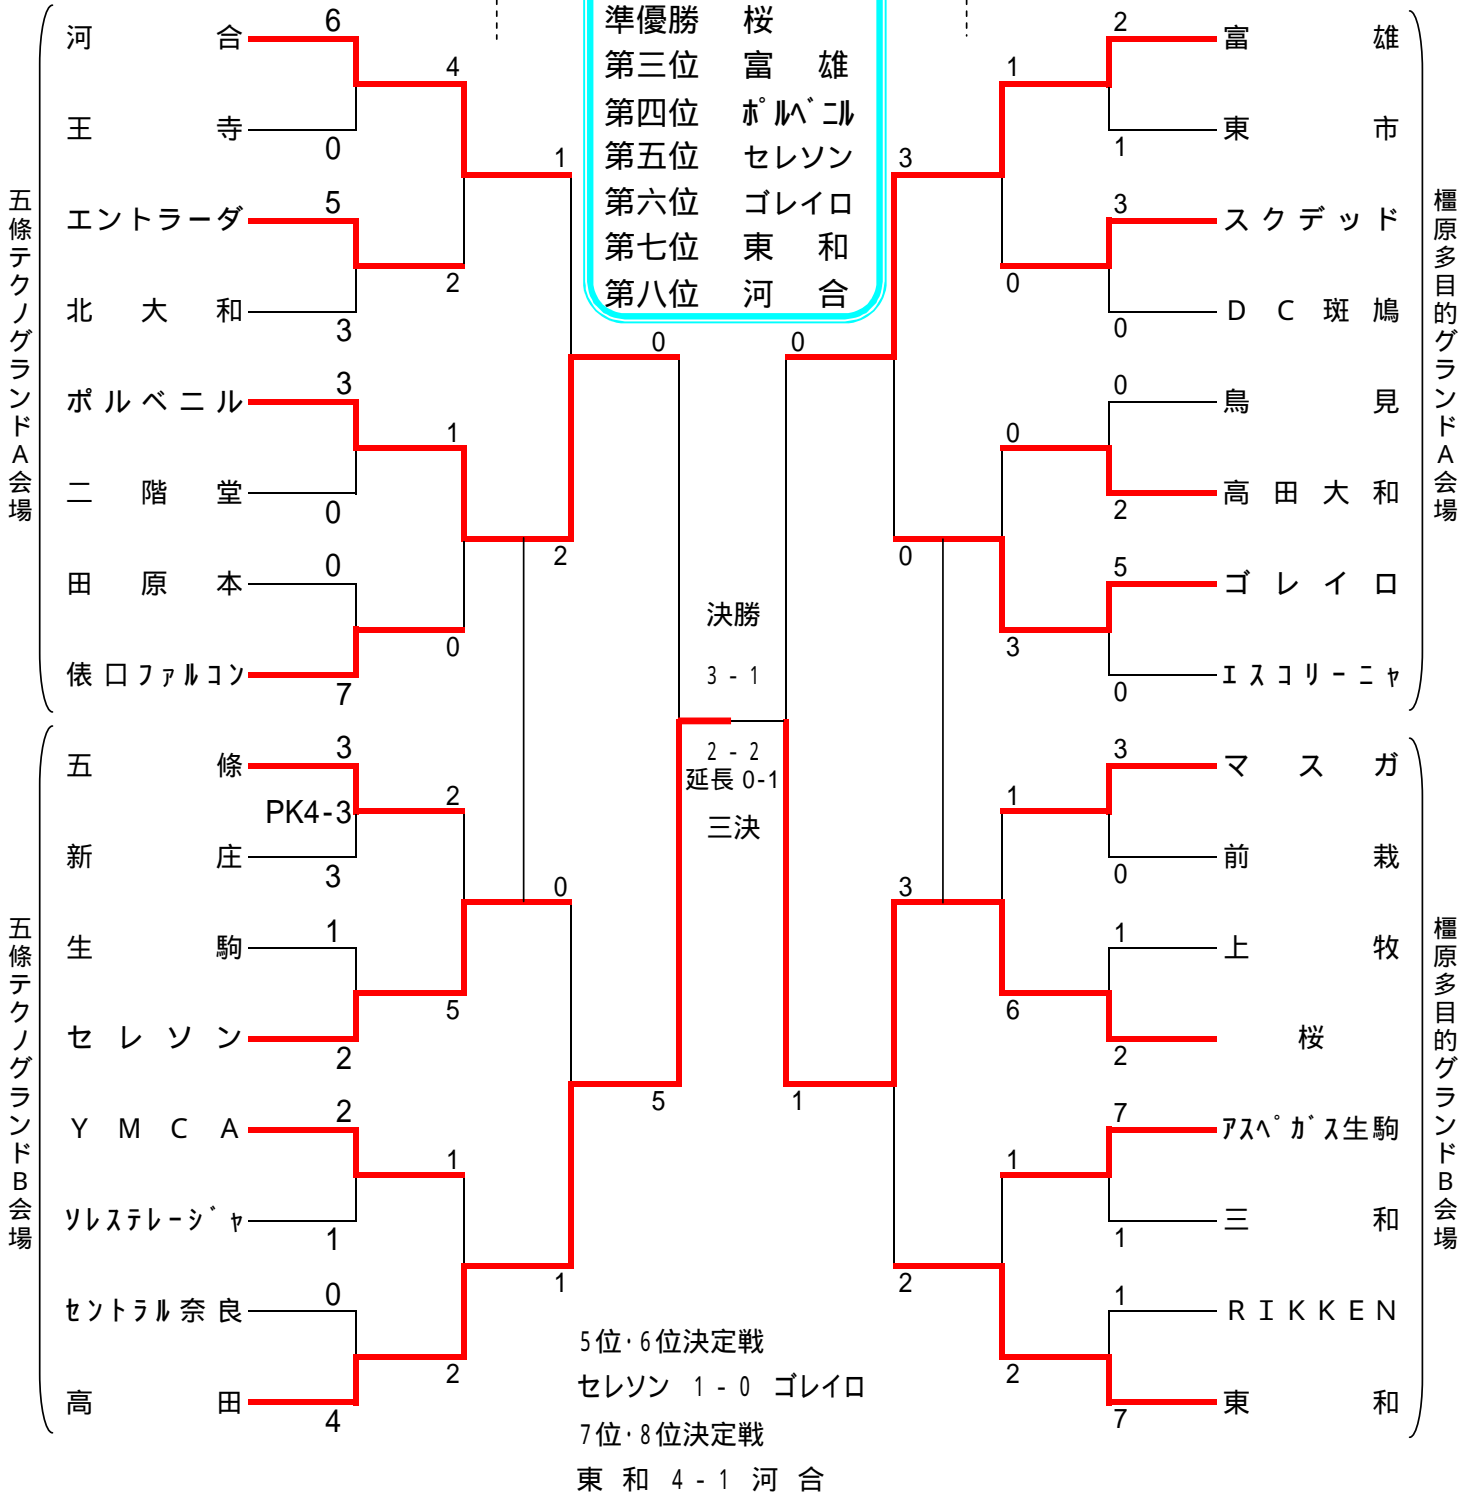 準優勝 桜
第三位 富雄
第四位 ﾎﾟﾙﾍﾞﾆﾙ
第五位 セレソン
第六位 ゴレイロ
第七位 東和
第八位 河合
五條テクノグランドA会場
河合 6
4
王寺 0
1
エントラーダ 5
2
北大和 3
0
ポルベニル 3
1
二階堂 0
2
田原本 0
0
俵口ファルコン 7
五條テクノグランドB会場
五條 3
PK4-3
2
新庄 3
0
生駒 1
5
セレソン 2
5
YMCA 2
1
ソレステレージャ 1
1
セントラル奈良 0
2
高田 4
決勝
3 - 1
2 - 2
延長 0-1
三決
橿原多目的グランドA会場
2 富雄
1
1 東市
3
3 スクデッド
0
0 DC斑鳩
0
0 鳥見
0
2 高田大和
0
5 ゴレイロ
3
0 エスコリーニャ
橿原多目的グランドB会場
3 マスガ
1
0 前栽
3
1 上牧
6
2 桜
1
7 ｱｽﾍﾟｶﾞｽ生駒
1
1 三和
2
1 RIKKEN
2
7 東和
5位・6位決定戦
セレソン 1 - 0 ゴレイロ
7位・8位決定戦
東和 4 - 1 河合